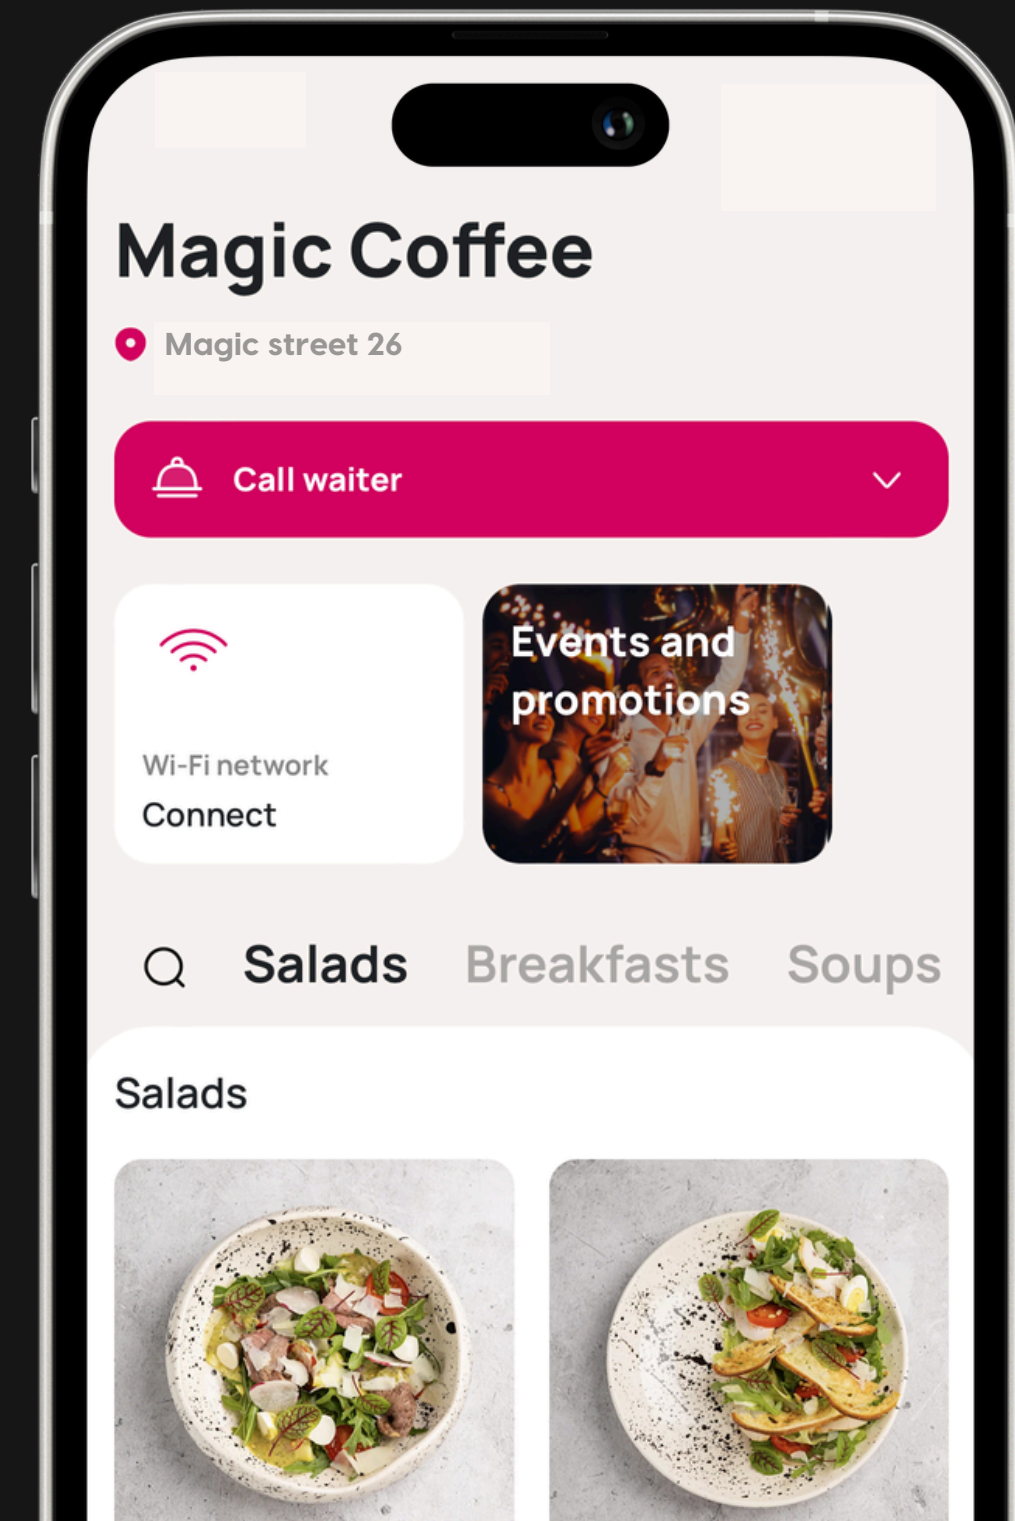 Magic Coffee
Magic street 26
Call waiter
Events and
promotions
Wi-Fi network
Connect
Salads Breakfasts Soups
Salads